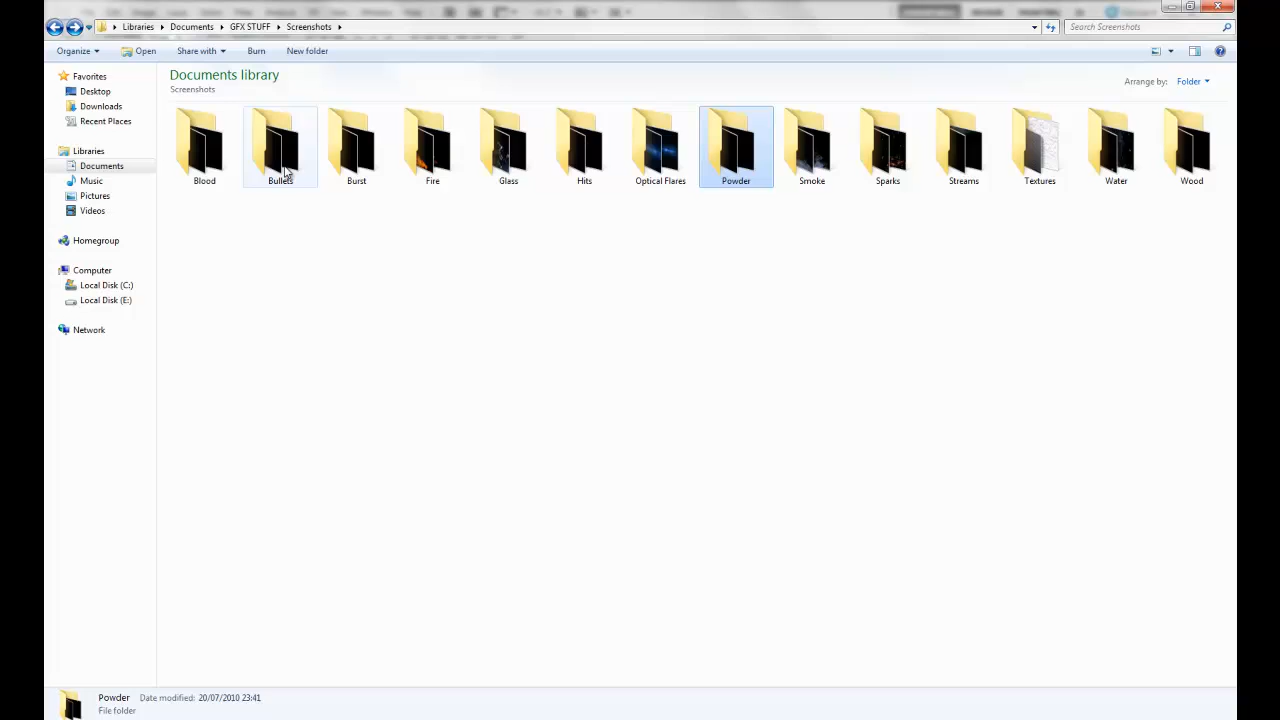 Libraries Documents GFX STUFF Screenshots
Search Screenshots
Organize Open Share with Burn New folder
Documents library
Screenshots
Arrange by: Folder
Favorites
Desktop
Downloads
Recent Places
Libraries
Documents
Music
Pictures
Videos
Homegroup
Computer
Local Disk (C:)
Local Disk (E:)
Network
Blood Bullets Burst Fire Glass Hits Optical Flares Powder Smoke Sparks Streams Textures Water Wood
Powder Date modified: 20/07/2010 23:41
File folder